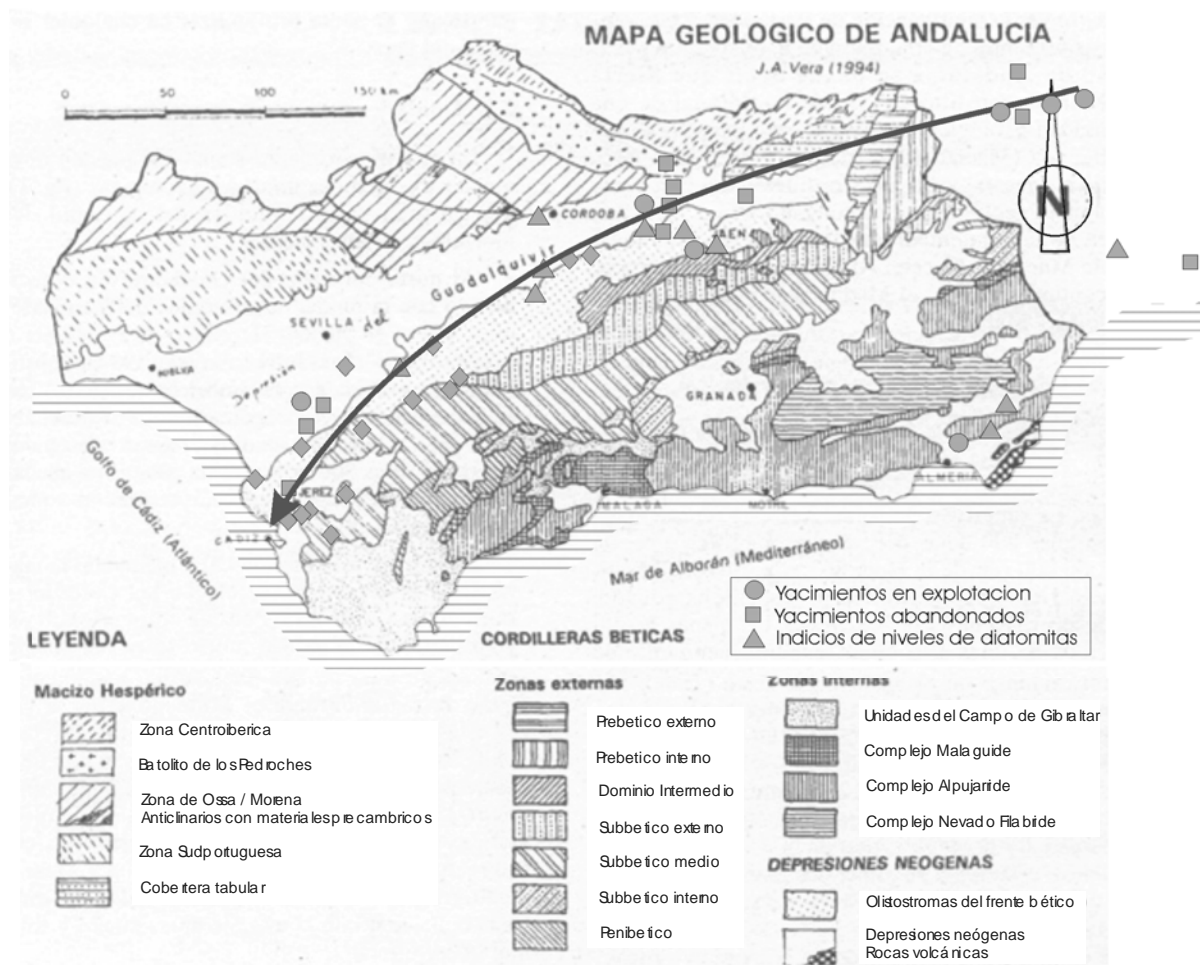 MAPA GEOLOGICO DE ANDALUCIA
J.A.Vera (1994)
0 50 100 150 km
N
CORDOBA
JAEN
Guadalquivir
del
SEVILLA
HUELVA
GRANADA
JEREZ
CADIZ
MALAGA
MOTRIL
ALMERIA
Golfo de Cádiz (Atlántico)
Mar de Alborán (Mediterráneo)
Yacimientos en explotacion
Yacimientos abandonados
Indicios de niveles de diatomitas
LEYENDA
Macizo Hespérico
Zona Centroiberica
Batolito de los Pedroches
Zona de Ossa / Morena
Anticlinarios con materiales precambricos
Zona Sudportuguesa
Cobertera tabular
CORDILLERAS BETICAS
Zonas externas
Prebetico externo
Prebetico interno
Dominio Intermedio
Subbetico externo
Subbetico medio
Subbetico interno
Penibetico
Zonas internas
Unidades del Campo de Gibraltar
Complejo Malaguide
Complejo Alpujarride
Complejo Nevado Filabride
DEPRESIONES NEOGENAS
Olistostromas del frente bético
Depresiones neógenas
Rocas volcánicas